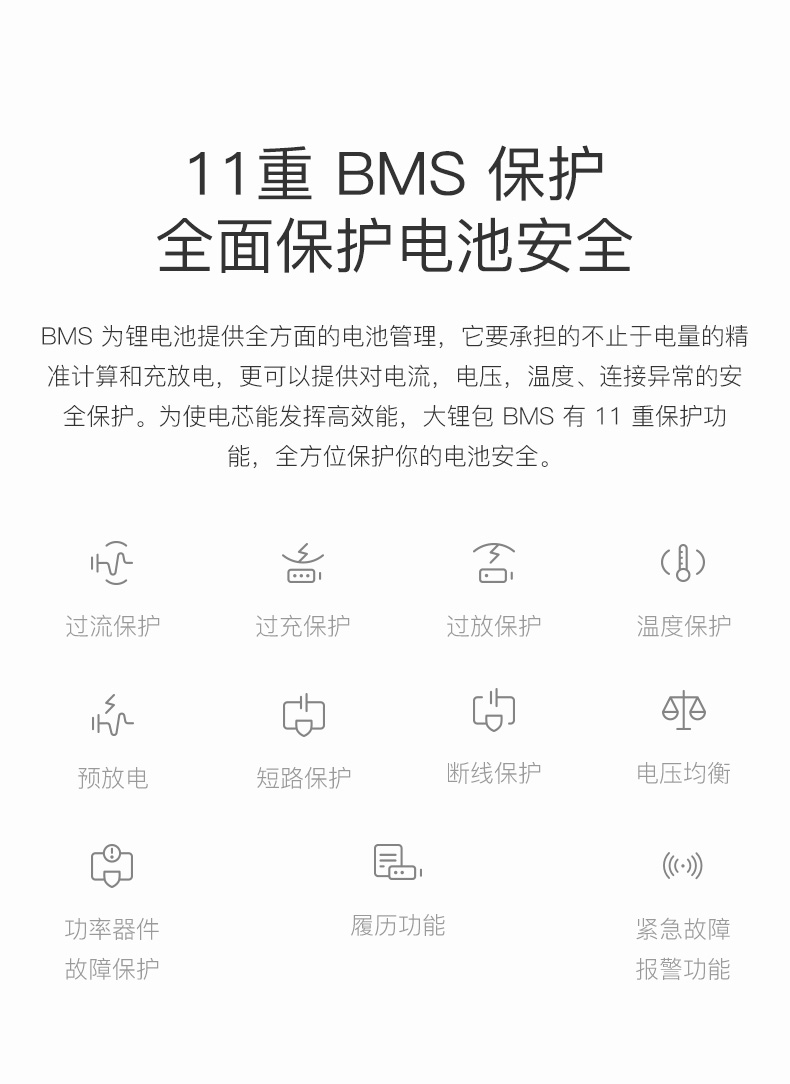 11重 BMS 保护
全面保护电池安全
BMS 为锂电池提供全方面的电池管理，它要承担的不止于电量的精
准计算和充放电，更可以提供对电流，电压，温度、连接异常的安
全保护。为使电芯能发挥高效能，大锂包 BMS 有 11 重保护功
能，全方位保护你的电池安全。
过流保护
过充保护
过放保护
温度保护
预放电
短路保护
断线保护
电压均衡
功率器件
故障保护
履历功能
紧急故障
报警功能